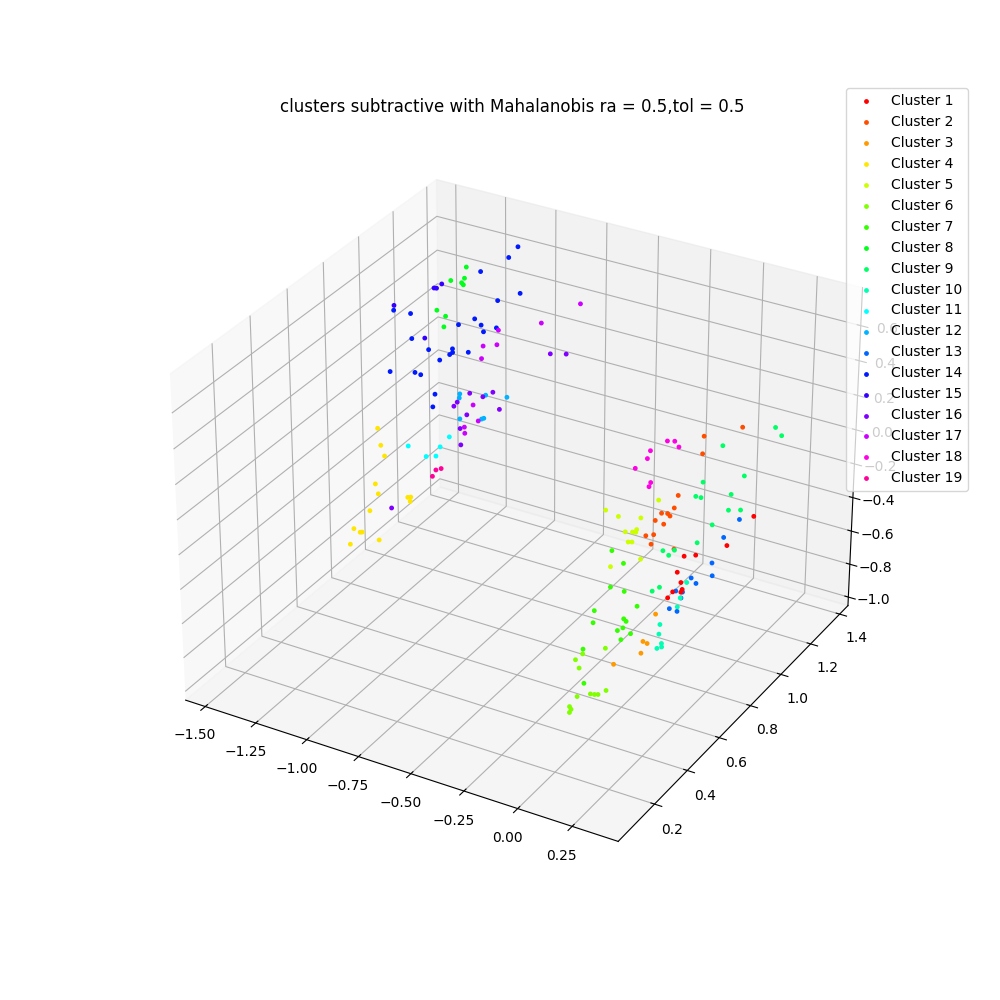 clusters subtractive with Mahalanobis ra = 0.5,tol = 0.5
Cluster 1
Cluster 2
Cluster 3
Cluster 4
Cluster 5
Cluster 6
Cluster 7
Cluster 8
Cluster 9
Cluster 10
Cluster 11
Cluster 12
Cluster 13
Cluster 14
Cluster 15
Cluster 16
Cluster 17
Cluster 18
Cluster 19
0.6
0.4
0.2
0.0
−0.2
−0.4
−0.6
−0.8
−1.0
1.4
1.2
1.0
0.8
0.6
0.4
0.2
−1.50
−1.25
−1.00
−0.75
−0.50
−0.25
0.00
0.25